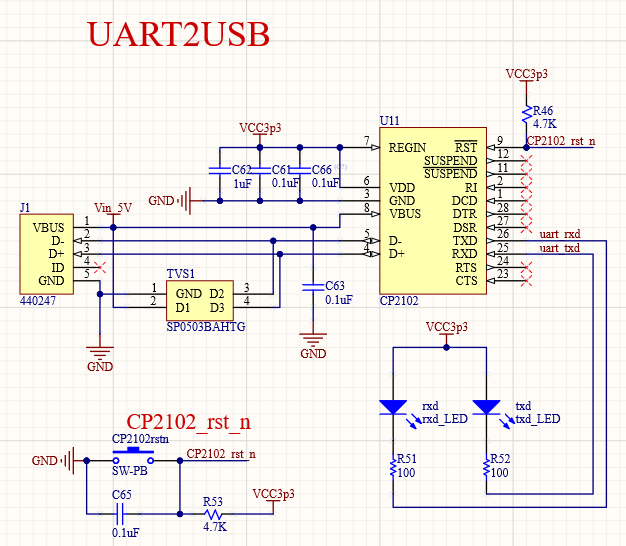 UART2USB
VCC3p3
R46
4.7K
U11
VCC3p3
7
REGIN
RST
9
CP2102 rst n
SUSPEND
12
C62
C61
C66
SUSPEND
11
1uF
0.1uF
0.1uF
6
VDD
RI
2
GND
3
GND
DCD
1
J1
Vin_5V
8
VBUS
DTR
28
VBUS
1
DSR
27
D-
2
5
D-
TXD
26
uart_rxd
D+
3
4
D+
RXD
25
uart_txd
ID
4
TVS1
RTS
24
GND
5
C63
CTS
23
440247
1
GND
D2
3
0.1uF
CP2102
2
D1
D3
4
SP0503BAHTG
VCC3p3
GND
GND
rxd
txd
rxd_LED
txd_LED
CP2102_rst_n
CP2102rstn
GND
CP2102 rst n
SW-PB
R51
R52
100
100
C65
R53
VCC3p3
0.1uF
4.7K